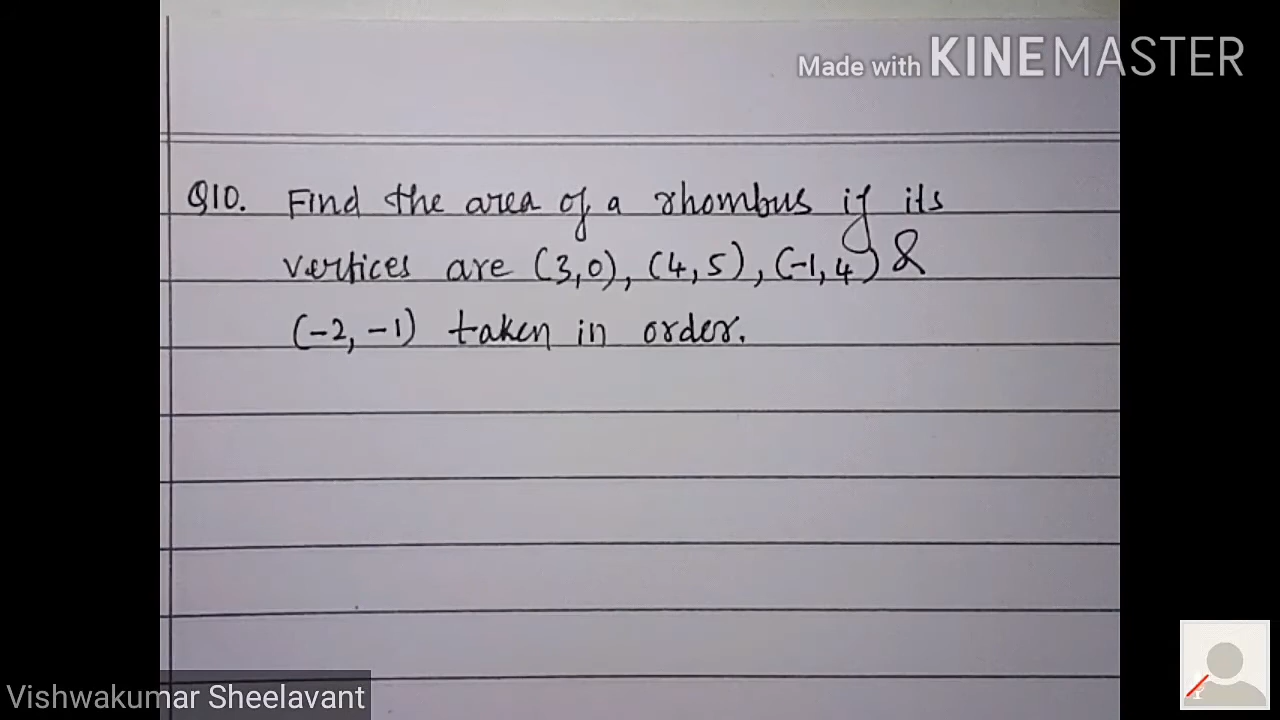 Made with KINEMASTER
Q10. Find the area of a rhombus if its
vertices are (3,0), (4,5), (-1,4) &
(-2, -1) taken in order.
Vishwakumar Sheelavant